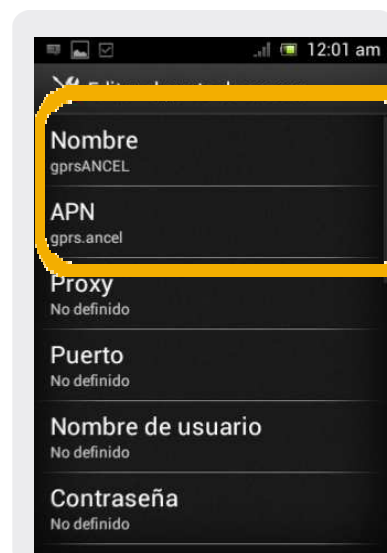 12:01 am
Nombre
gprsANCEL
APN
gprs.ancel
Proxy
No definido
Puerto
No definido
Nombre de usuario
No definido
Contraseña
No definido